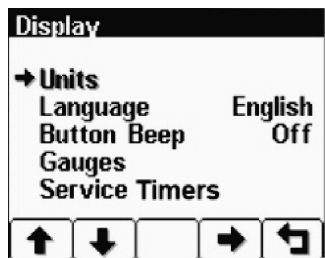 Display
Units
Language English
Button Beep Off
Gauges
Service Timers